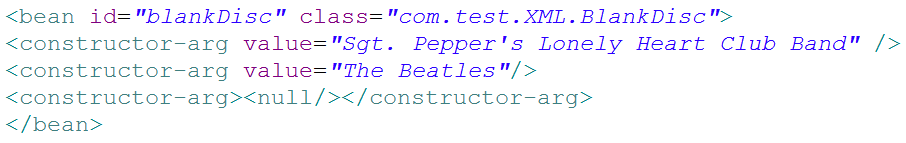 <bean id="blankDisc" class="com.test.XML.BlankDisc">
<constructor-arg value="Sgt. Pepper's Lonely Heart Club Band" />
<constructor-arg value="The Beatles"/>
<constructor-arg><null/></constructor-arg>
</bean>